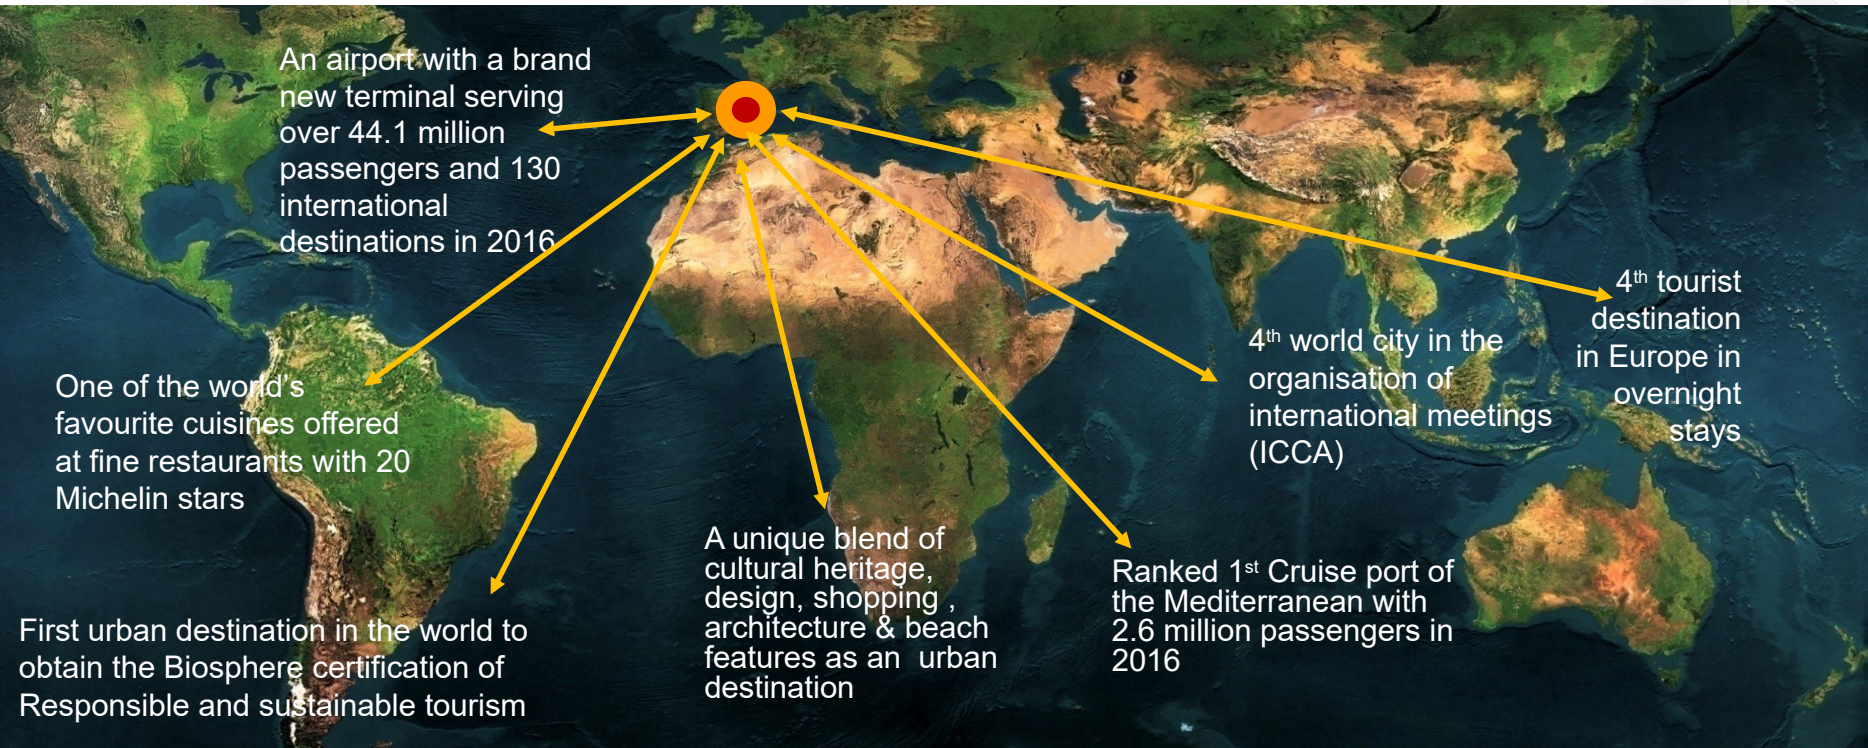 An airport with a brand
new terminal serving
over 44.1 million
passengers and 130
international
destinations in 2016
One of the world’s
favourite cuisines offered
at fine restaurants with 20
Michelin stars
First urban destination in the world to
obtain the Biosphere certification of
Responsible and sustainable tourism
A unique blend of
cultural heritage,
design, shopping ,
architecture & beach
features as an  urban
destination
Ranked 1st Cruise port of
the Mediterranean with
2.6 million passengers in
2016
4th world city in the
organisation of
international meetings
(ICCA)
4th tourist
destination
in Europe in
overnight
stays